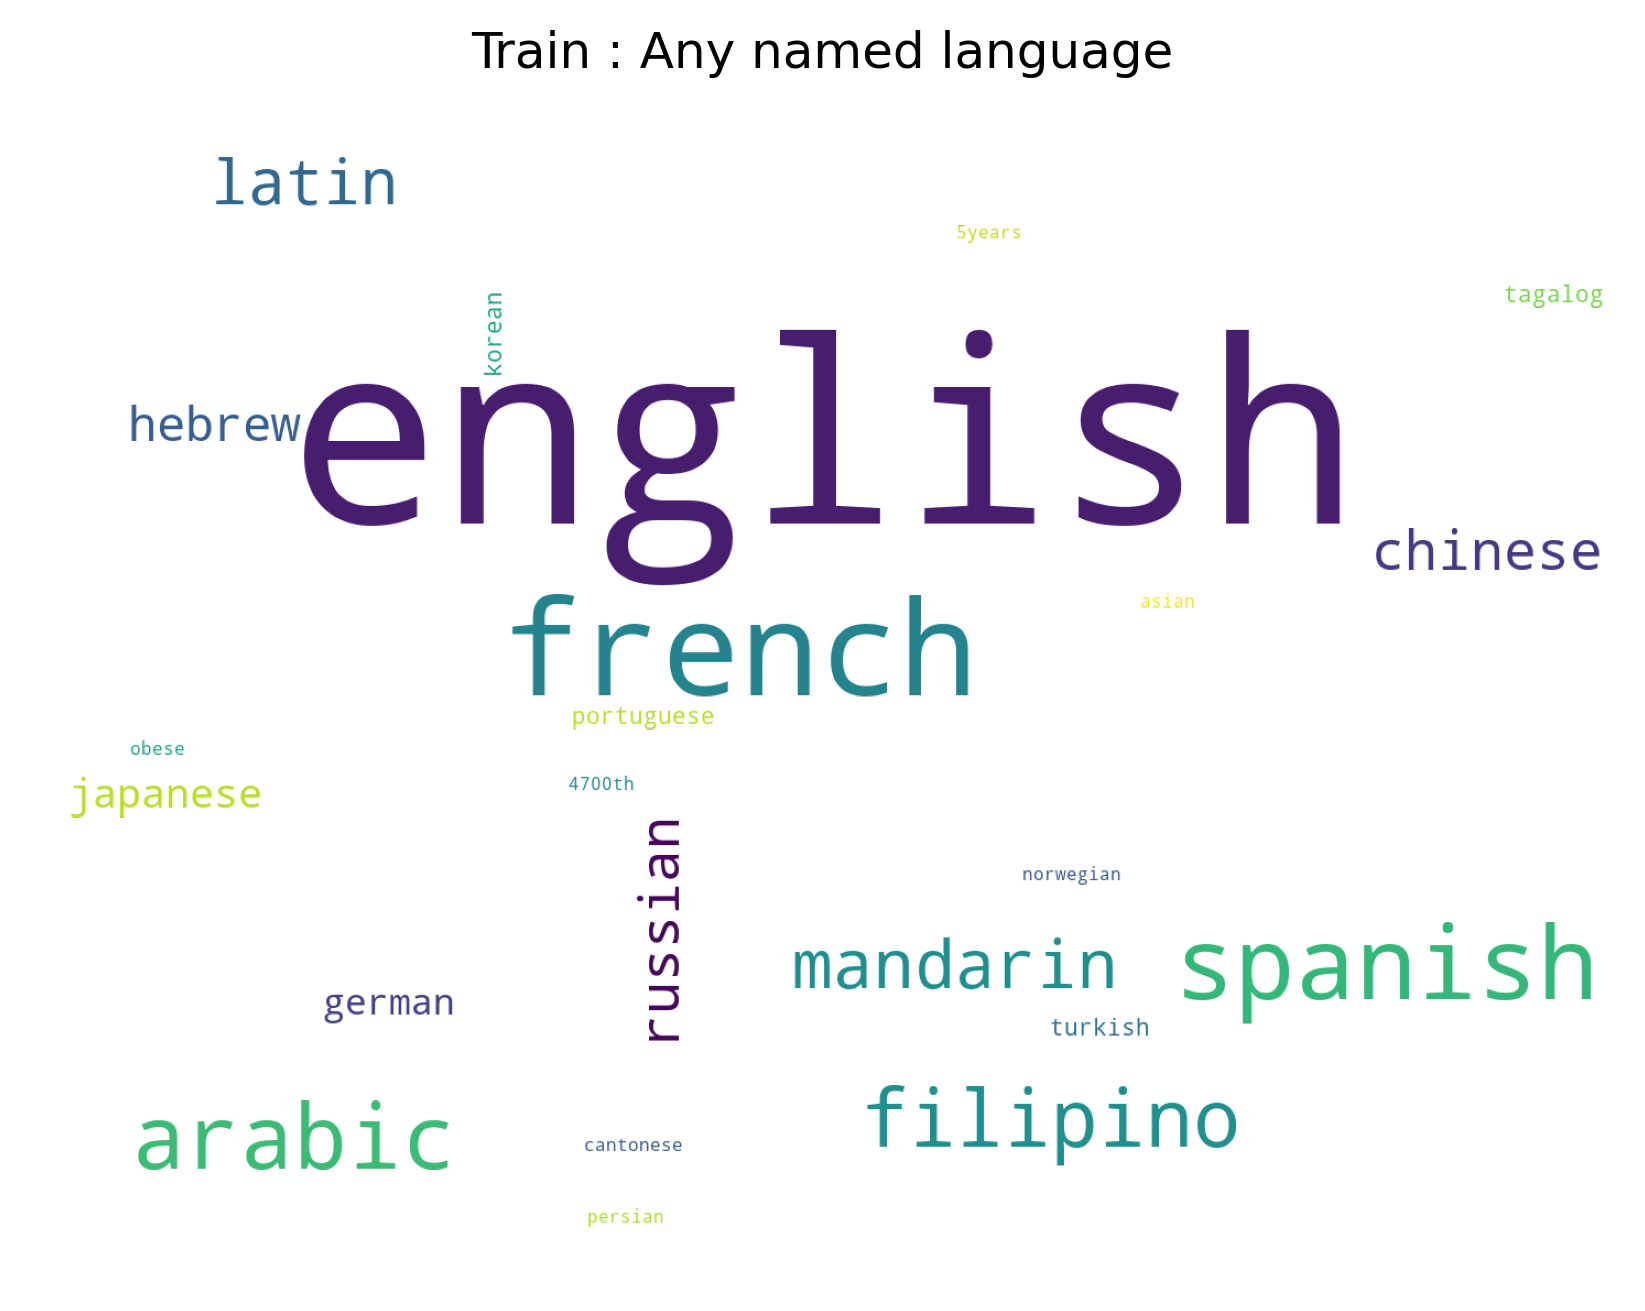 Train : Any named language
latin
5years
tagalog
korean
english
hebrew
chinese
french
asian
portuguese
obese
japanese
4700th
russian
norwegian
mandarin
spanish
german
turkish
arabic
filipino
cantonese
persian